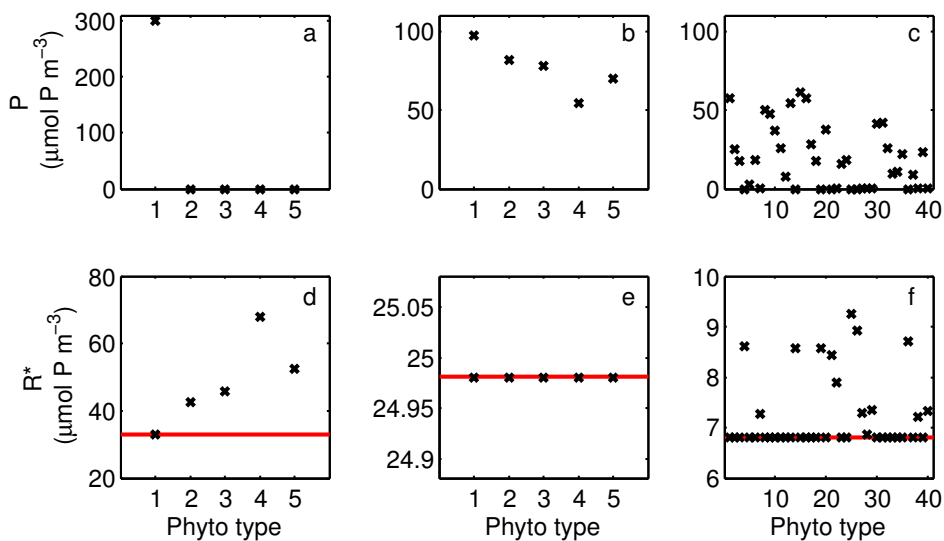 300
200
100
0
P
(μmol P m⁻³)
a
1 2 3 4 5
100
50
0
b
1 2 3 4 5
100
50
0
c
10 20 30 40
80
60
40
20
R*
(μmol P m⁻³)
d
1 2 3 4 5
Phyto type
25.05
25
24.95
24.9
e
1 2 3 4 5
Phyto type
10
9
8
7
6
f
10 20 30 40
Phyto type